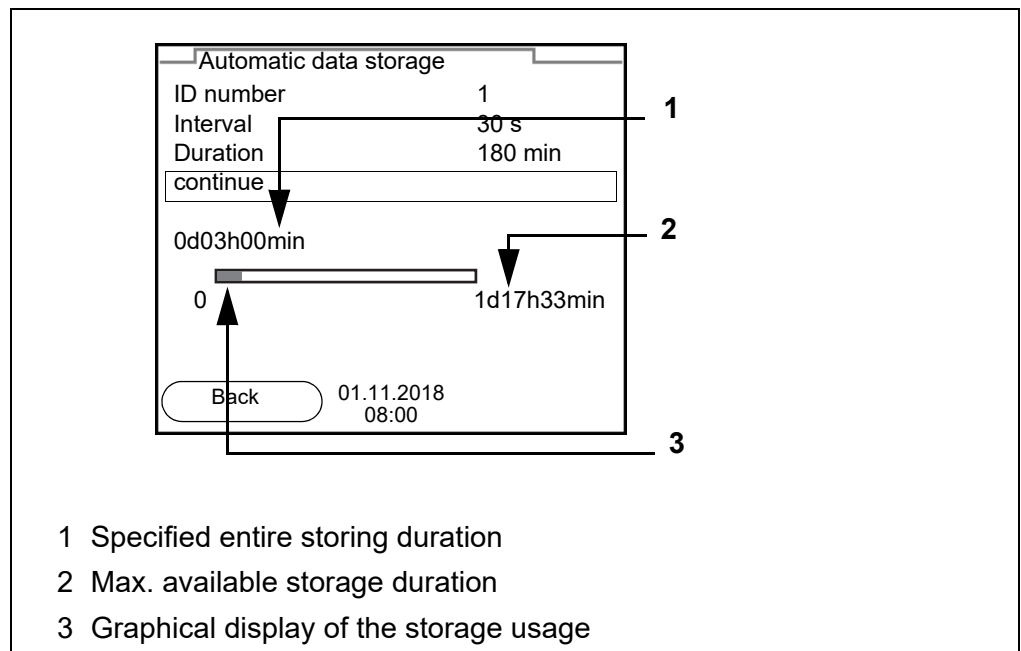 Automatic data storage
ID number 1
Interval 30 s
1
Duration 180 min
continue
2
0d03h00min
0 1d17h33min
Back 01.11.2018
08:00
3
1 Specified entire storing duration
2 Max. available storage duration
3 Graphical display of the storage usage